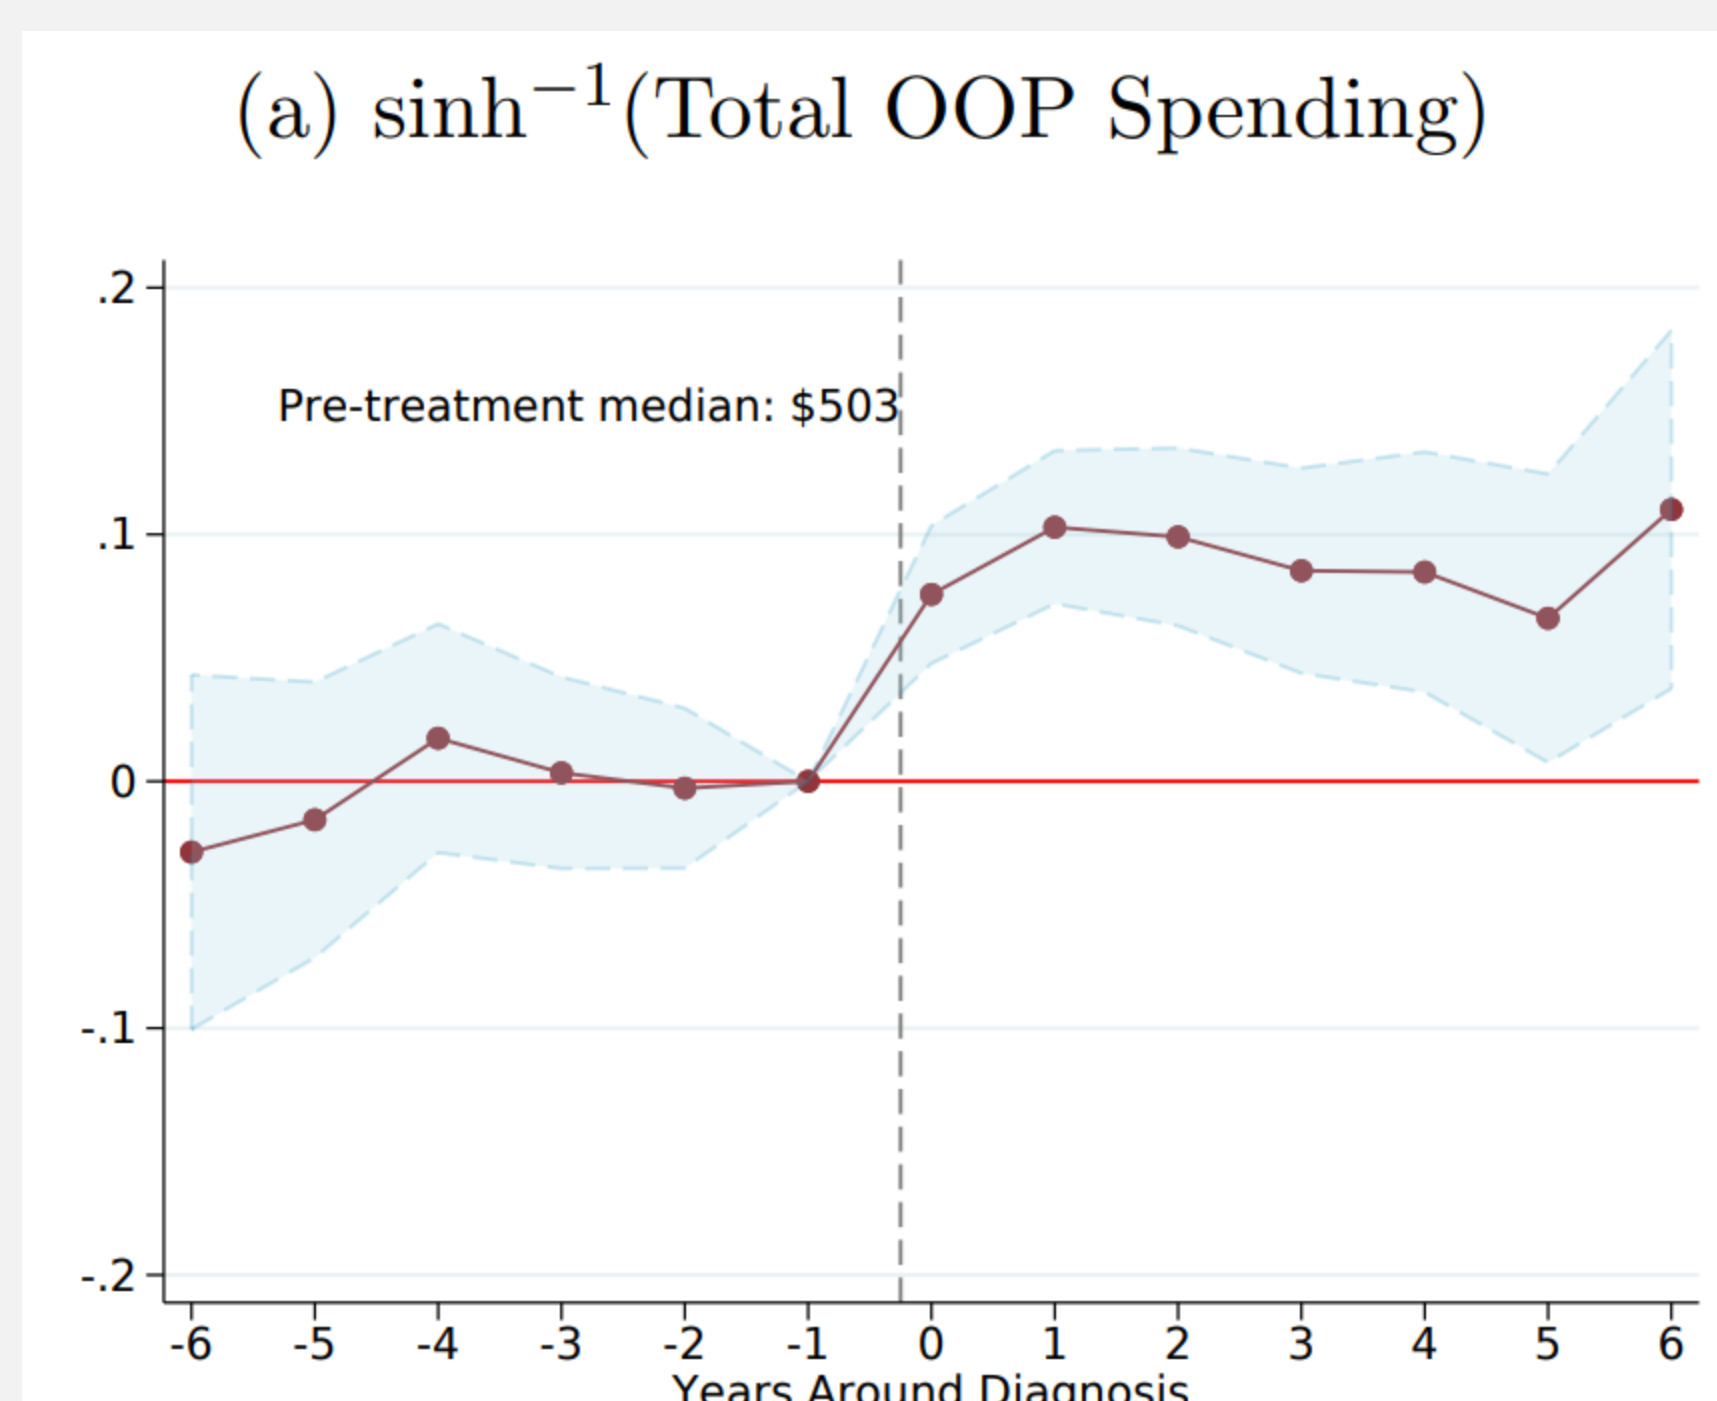 (a) sinh⁻¹(Total OOP Spending)
.2
Pre-treatment median: $503
.1
0
-.1
-.2
-6 -5 -4 -3 -2 -1 0 1 2 3 4 5 6
Years Around Diagnosis